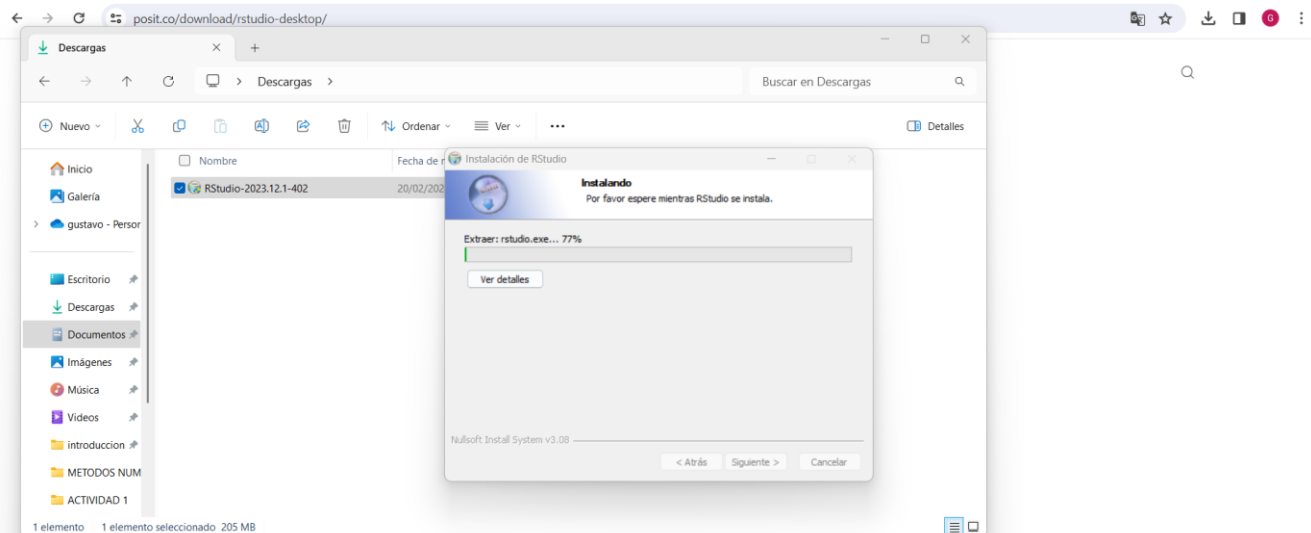 posit.co/download/rstudio-desktop/
G
Descargas
Descargas
Buscar en Descargas
Nuevo
Ordenar
Ver
Detalles
Nombre
Fecha de
RStudio-2023.12.1-402
20/02/202
Inicio
Galería
gustavo - Persor
Escritorio
Descargas
Documentos
Imágenes
Música
Videos
introduccion
METODOS NUM
ACTIVIDAD 1
Instalación de RStudio
Instalando
Por favor espere mientras RStudio se instala.
Extraer: rstudio.exe... 77%
Ver detalles
Nullsoft Install System v3.08
< Atrás
Siguiente >
Cancelar
1 elemento
1 elemento seleccionado 205 MB